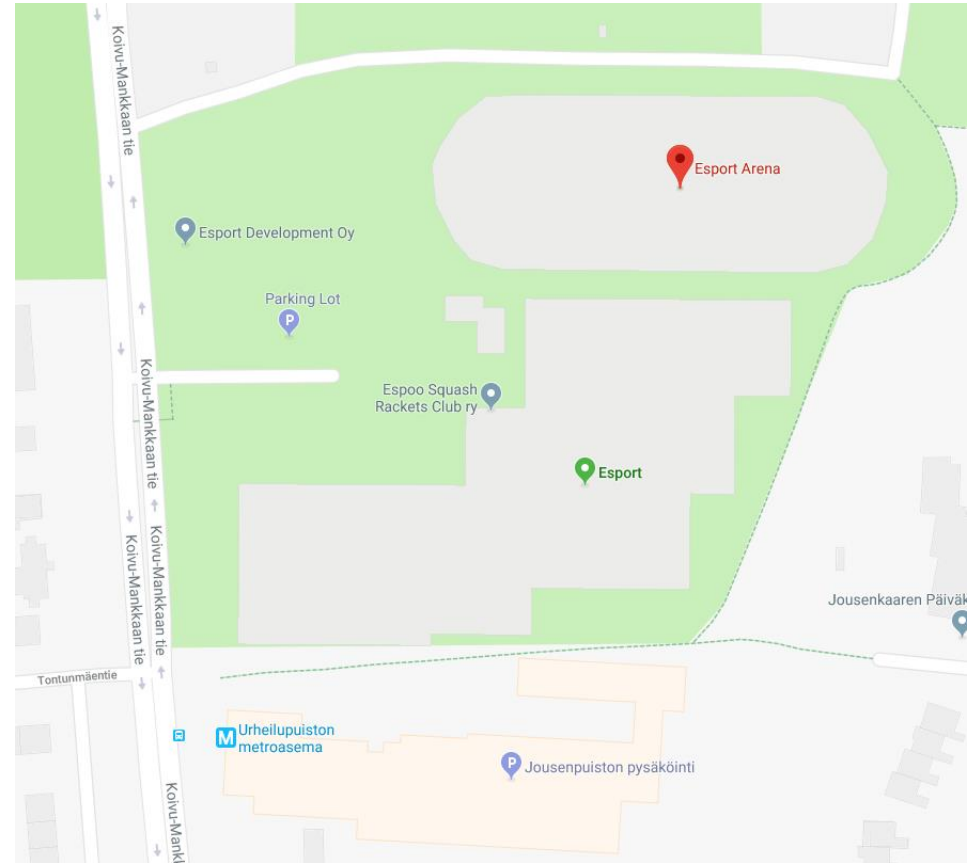 Koivu-Mankkaan tie
Esport Arena
Esport Development Oy
Parking Lot
P
Koivu-Mankkaan tie
Espoo Squash
Rackets Club ry
Esport
Koivu-Mankkaan tie
Koivu-Mankkaan tie
Jousenkaaren Päiväk
Tontunmäentie
M
Urheilupuiston
metroasema
P
Jousenpuiston pysäköinti
Koivu-Mankk